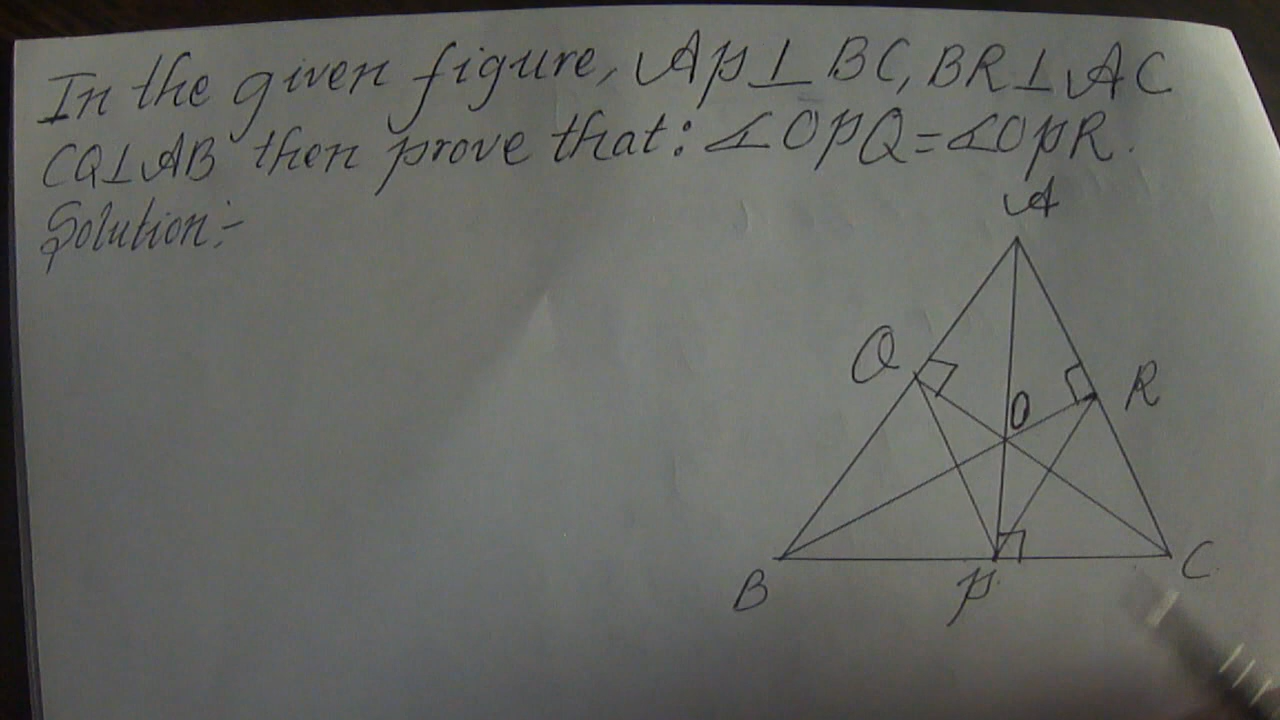 In the given figure, AP⊥BC, BR⊥AC
CQ⊥AB then prove that: ∡OPQ=∡OPR.
Solution:-
A
Q
R
O
B
P
C